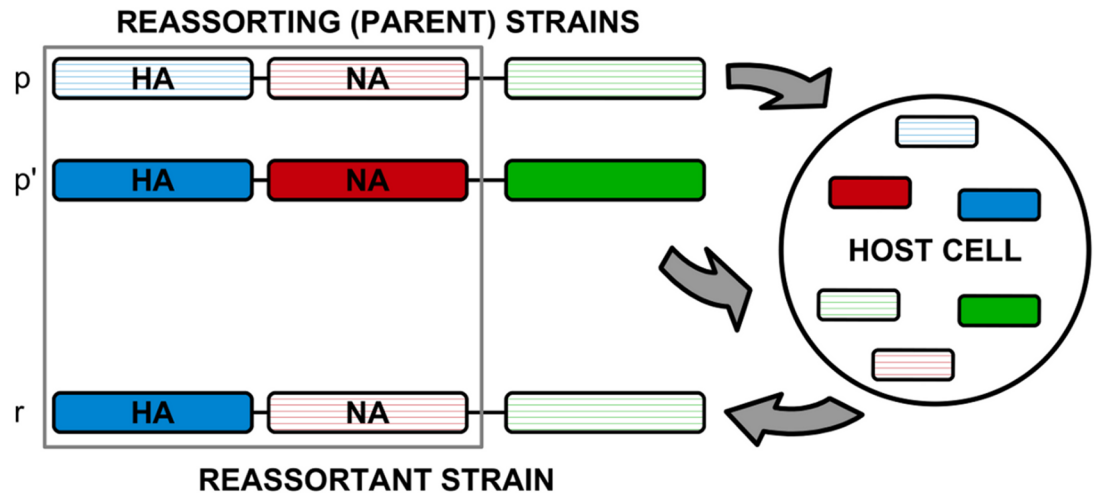 REASSORTING (PARENT) STRAINS
p HA NA
p' HA NA
HOST CELL
r HA NA
REASSORTANT STRAIN